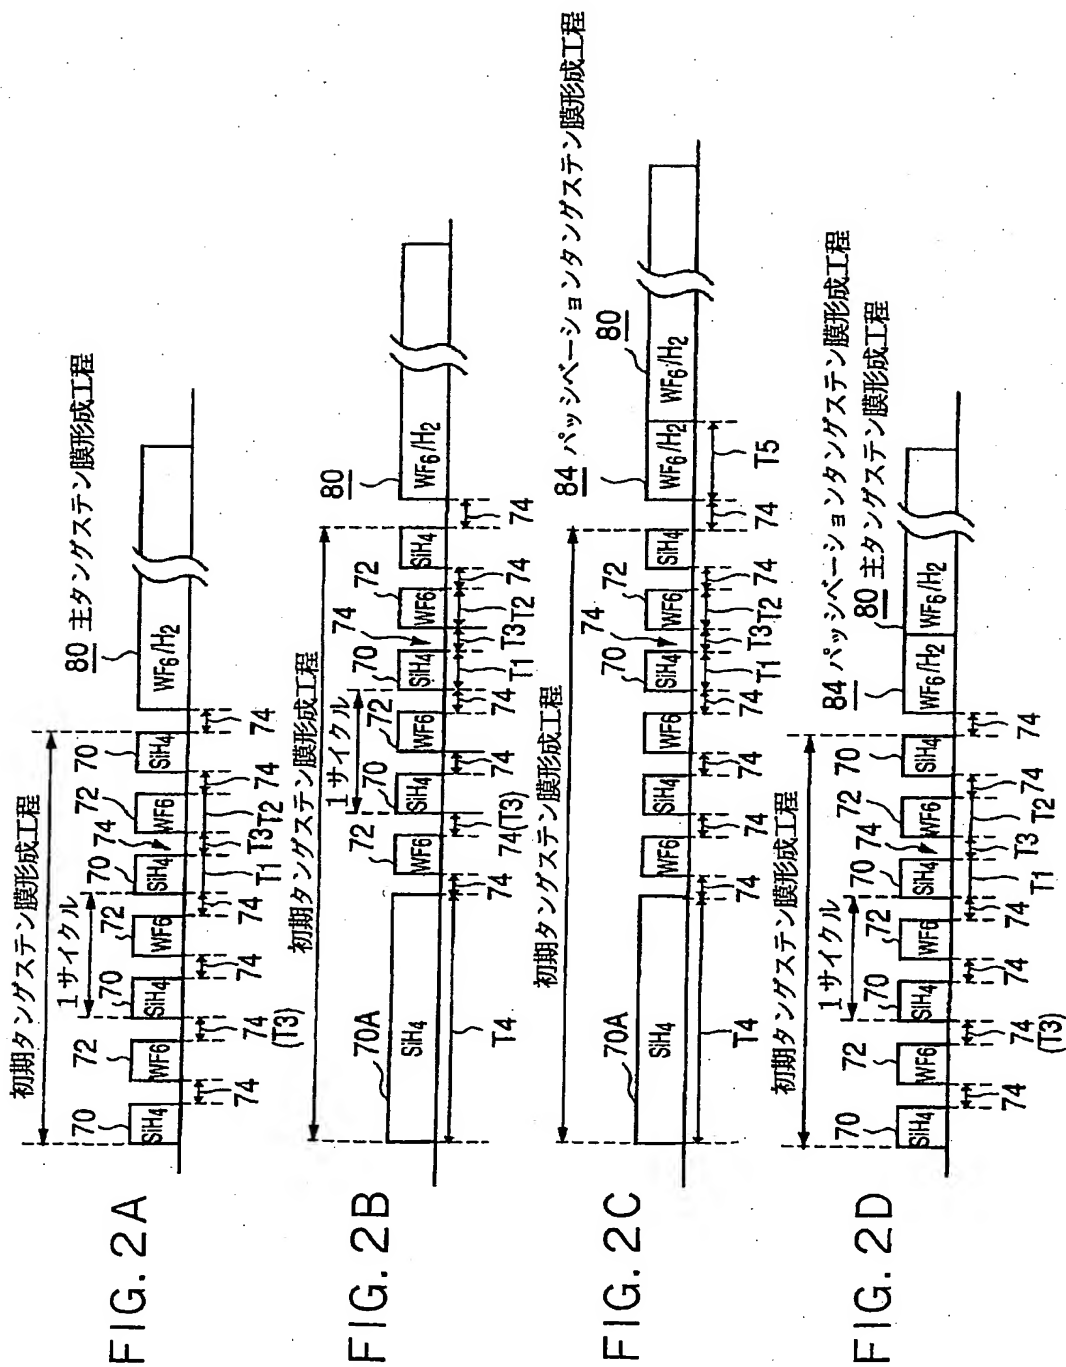 FIG. 2A
初期タングステン膜形成工程
1サイクル
80 主タングステン膜形成工程
70 72 70 72 70 74 72 70
SiH4 WF6 SiH4 WF6 SiH4 WF6 SiH4 WF6/H2
74 74 74 74 T1 T3 T2 74 74
(T3)
FIG. 2B
初期タングステン膜形成工程
1サイクル
80
70A 72 70 72 70 74 72
SiH4 WF6 SiH4 WF6 SiH4 WF6 SiH4 WF6/H2
T4 74 74(T3) 74 74 T1 T3 T2 74 74
FIG. 2C
初期タングステン膜形成工程
84 パッシベーションタングステン膜形成工程
80
70A 70 74 72
SiH4 WF6 SiH4 WF6 SiH4 WF6 SiH4 WF6/H2 WF6/H2
T4 74 74 74 74 T1 T3 T2 74 74 T5
FIG. 2D
初期タングステン膜形成工程
1サイクル
84 パッシベーションタングステン膜形成工程
80 主タングステン膜形成工程
70 72 70 72 70 74 72 70
SiH4 WF6 SiH4 WF6 SiH4 WF6 SiH4 WF6/H2 WF6/H2
74 74 74 74 T1 T3 T2 74 74
(T3)